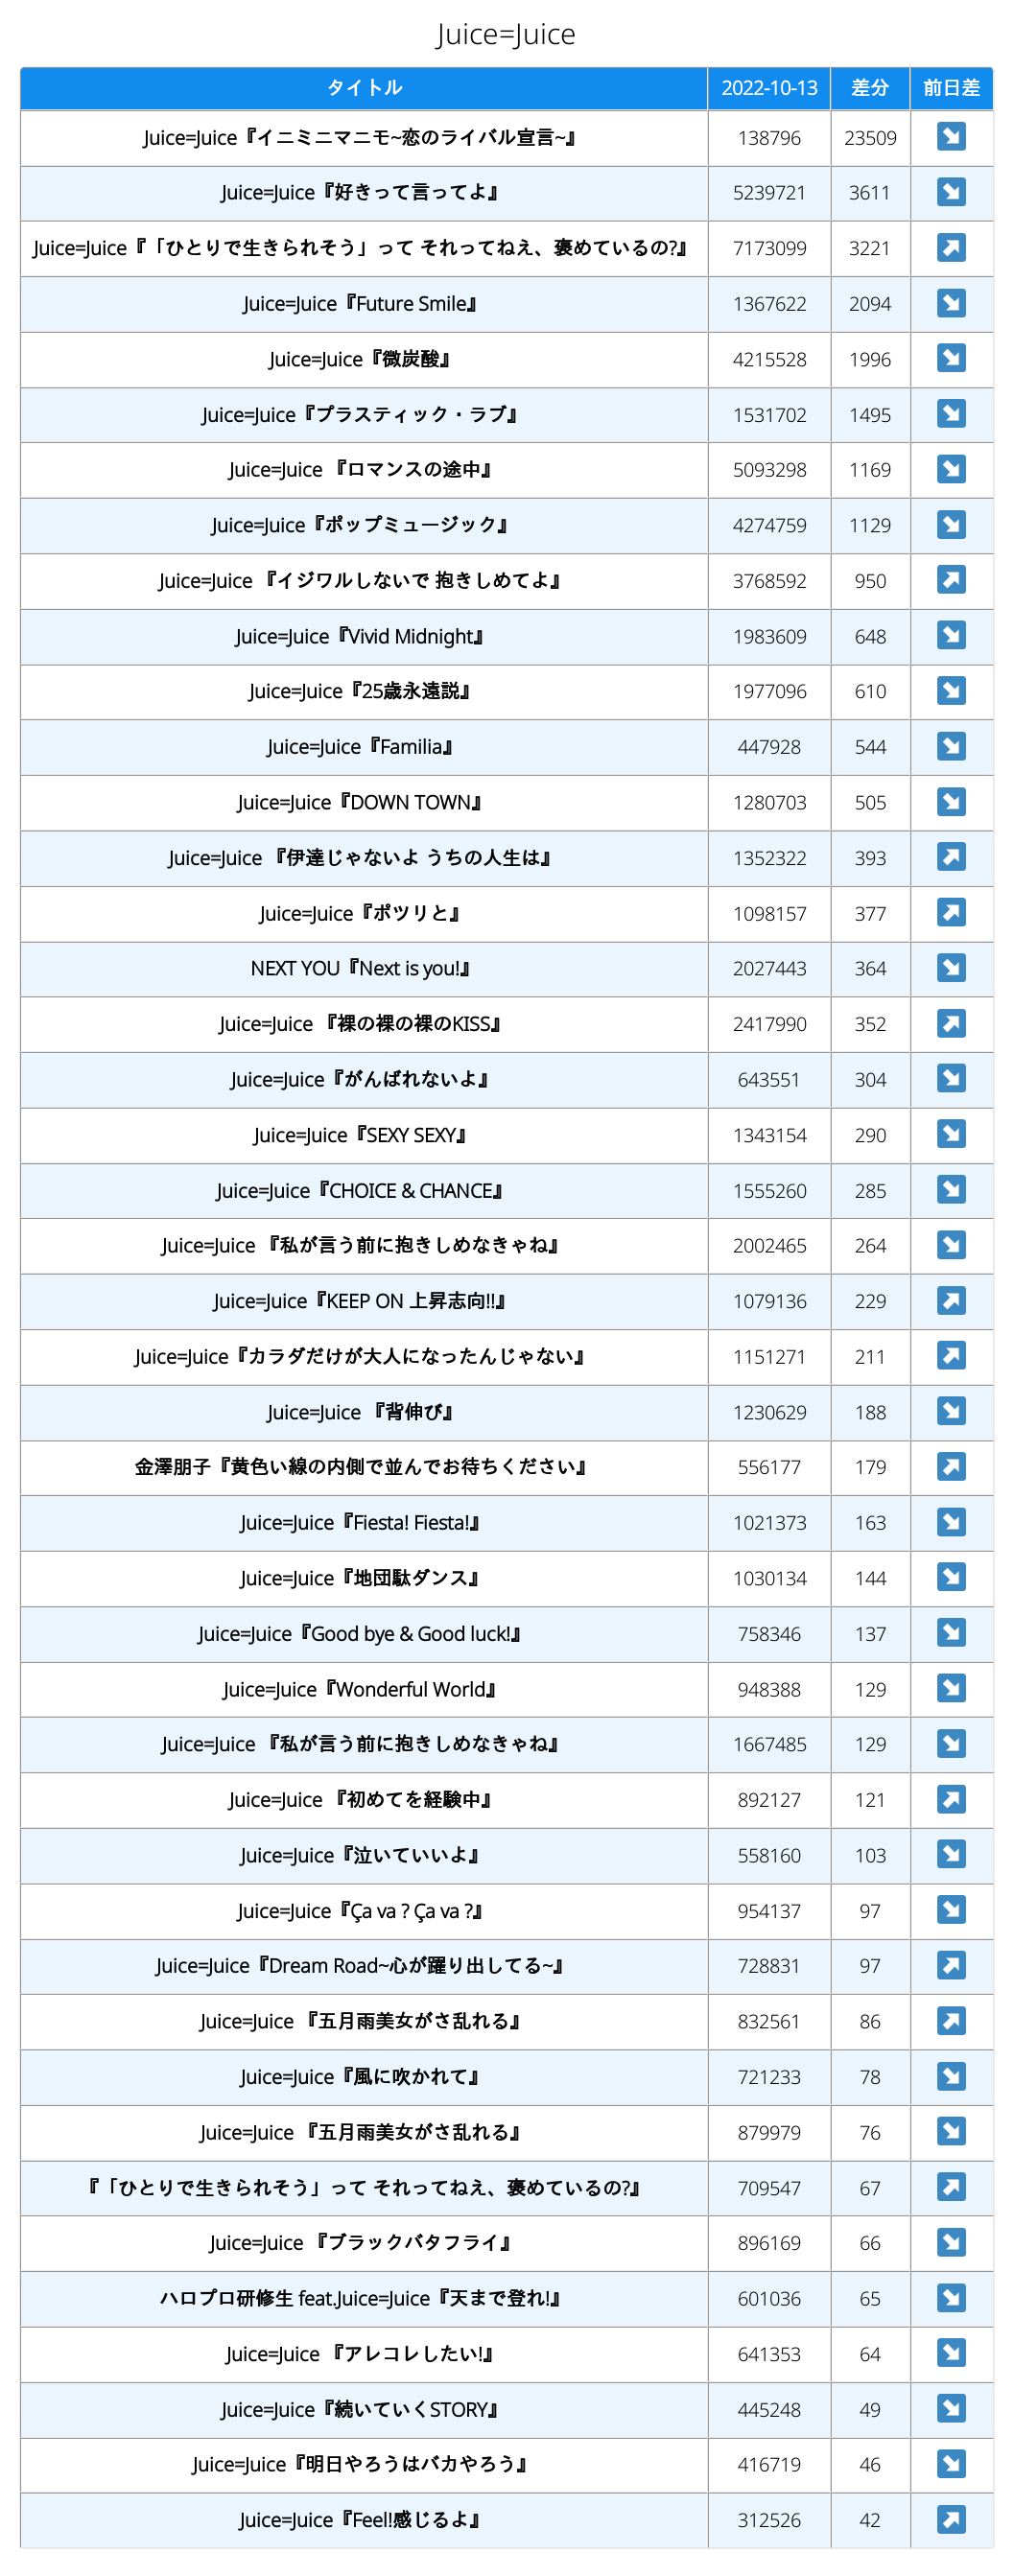 Juice=Juice
タイトル 2022-10-13 差分 前日差
Juice=Juice『イニミニマニモ~恋のライバル宣言~』 138796 23509 ↘
Juice=Juice『好きって言ってよ』 5239721 3611 ↘
Juice=Juice『「ひとりで生きられそう」って それってねえ、褒めているの?』 7173099 3221 ↗
Juice=Juice『Future Smile』 1367622 2094 ↘
Juice=Juice『微炭酸』 4215528 1996 ↘
Juice=Juice『プラスティック・ラブ』 1531702 1495 ↘
Juice=Juice 『ロマンスの途中』 5093298 1169 ↘
Juice=Juice『ポップミュージック』 4274759 1129 ↘
Juice=Juice 『イジワルしないで 抱きしめてよ』 3768592 950 ↗
Juice=Juice『Vivid Midnight』 1983609 648 ↘
Juice=Juice『25歳永遠説』 1977096 610 ↘
Juice=Juice『Familia』 447928 544 ↘
Juice=Juice『DOWN TOWN』 1280703 505 ↘
Juice=Juice 『伊達じゃないよ うちの人生は』 1352322 393 ↗
Juice=Juice『ポツリと』 1098157 377 ↗
NEXT YOU『Next is you!』 2027443 364 ↘
Juice=Juice 『裸の裸の裸のKISS』 2417990 352 ↗
Juice=Juice『がんばれないよ』 643551 304 ↘
Juice=Juice『SEXY SEXY』 1343154 290 ↘
Juice=Juice『CHOICE & CHANCE』 1555260 285 ↘
Juice=Juice 『私が言う前に抱きしめなきゃね』 2002465 264 ↘
Juice=Juice『KEEP ON 上昇志向!!』 1079136 229 ↗
Juice=Juice『カラダだけが大人になったんじゃない』 1151271 211 ↗
Juice=Juice 『背伸び』 1230629 188 ↘
金澤朋子『黄色い線の内側で並んでお待ちください』 556177 179 ↗
Juice=Juice『Fiesta! Fiesta!』 1021373 163 ↘
Juice=Juice『地団駄ダンス』 1030134 144 ↘
Juice=Juice『Good bye & Good luck!』 758346 137 ↘
Juice=Juice『Wonderful World』 948388 129 ↘
Juice=Juice 『私が言う前に抱きしめなきゃね』 1667485 129 ↘
Juice=Juice 『初めてを経験中』 892127 121 ↗
Juice=Juice『泣いていいよ』 558160 103 ↘
Juice=Juice『Ça va ? Ça va ?』 954137 97 ↘
Juice=Juice『Dream Road~心が躍り出してる~』 728831 97 ↗
Juice=Juice 『五月雨美女がさ乱れる』 832561 86 ↗
Juice=Juice『風に吹かれて』 721233 78 ↘
Juice=Juice 『五月雨美女がさ乱れる』 879979 76 ↘
『「ひとりで生きられそう」って それってねえ、褒めているの?』 709547 67 ↗
Juice=Juice 『ブラックバタフライ』 896169 66 ↘
ハロプロ研修生 feat.Juice=Juice『天まで登れ!』 601036 65 ↘
Juice=Juice 『アレコレしたい!』 641353 64 ↘
Juice=Juice『続いていくSTORY』 445248 49 ↘
Juice=Juice『明日やろうはバカやろう』 416719 46 ↘
Juice=Juice『Feel!感じるよ』 312526 42 ↗